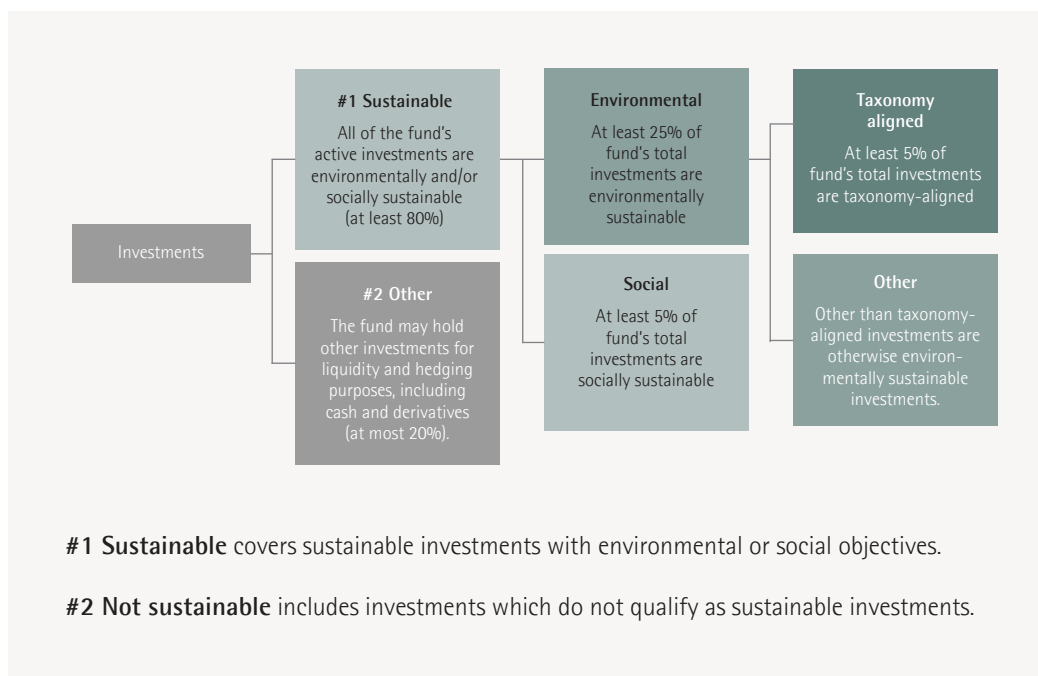 Investments
#1 Sustainable
All of the fund's
active investments are
environmentally and/or
socially sustainable
(at least 80%)
#2 Other
The fund may hold
other investments for
liquidity and hedging
purposes, including
cash and derivatives
(at most 20%).
Environmental
At least 25% of
fund's total
investments are
environmentally
sustainable
Social
At least 5% of
fund's total
investments are
socially sustainable
Taxonomy
aligned
At least 5% of
fund's total investments
are taxonomy-aligned
Other
Other than taxonomy-
aligned investments are
otherwise environ-
mentally sustainable
investments.
#1 Sustainable covers sustainable investments with environmental or social objectives.
#2 Not sustainable includes investments which do not qualify as sustainable investments.